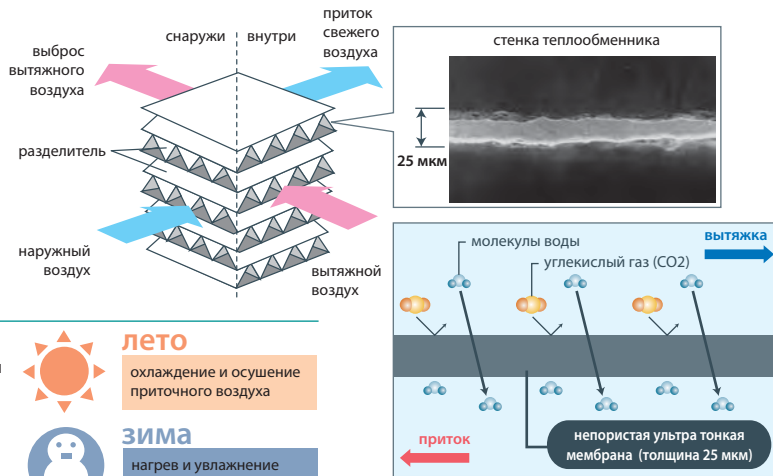 снаружи
внутри
приток
свежего
воздуха
выброс
вытяжного
воздуха
разделитель
наружный
воздух
вытяжной
воздух
стенка теплообменника
25 мкм
молекулы воды
углекислый газ (CO2)
вытяжка
приток
непористая ультра тонкая
мембрана (толщина 25 мкм)
лето
охлаждение и осушение
приточного воздуха
зима
нагрев и увлажнение